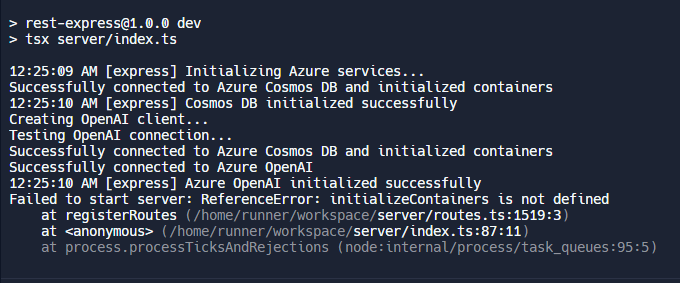 > rest-express@1.0.0 dev
> tsx server/index.ts
12:25:09 AM [express] Initializing Azure services...
Successfully connected to Azure Cosmos DB and initialized containers
12:25:10 AM [express] Cosmos DB initialized successfully
Creating OpenAI client...
Testing OpenAI connection...
Successfully connected to Azure Cosmos DB and initialized containers
Successfully connected to Azure OpenAI
12:25:10 AM [express] Azure OpenAI initialized successfully
Failed to start server: ReferenceError: initializeContainers is not defined
    at registerRoutes (/home/runner/workspace/server/routes.ts:1519:3)
    at <anonymous> (/home/runner/workspace/server/index.ts:87:11)
    at process.processTicksAndRejections (node:internal/process/task_queues:95:5)